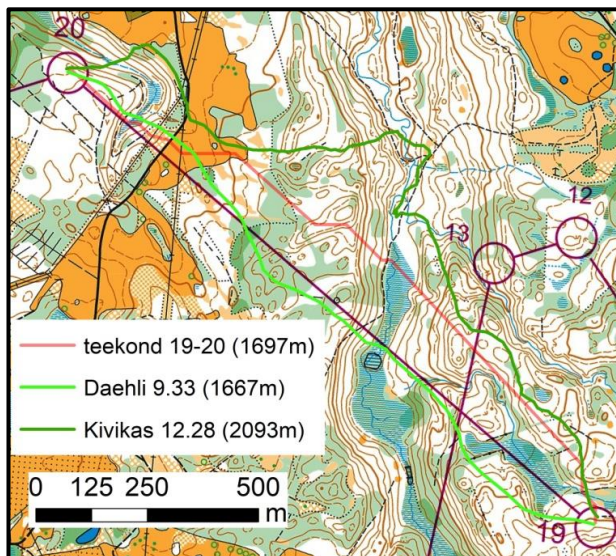 20
12
13
teekond 19-20 (1697m)
Daehli 9.33 (1667m)
Kivikas 12.28 (2093m)
0 125 250 500
m
19